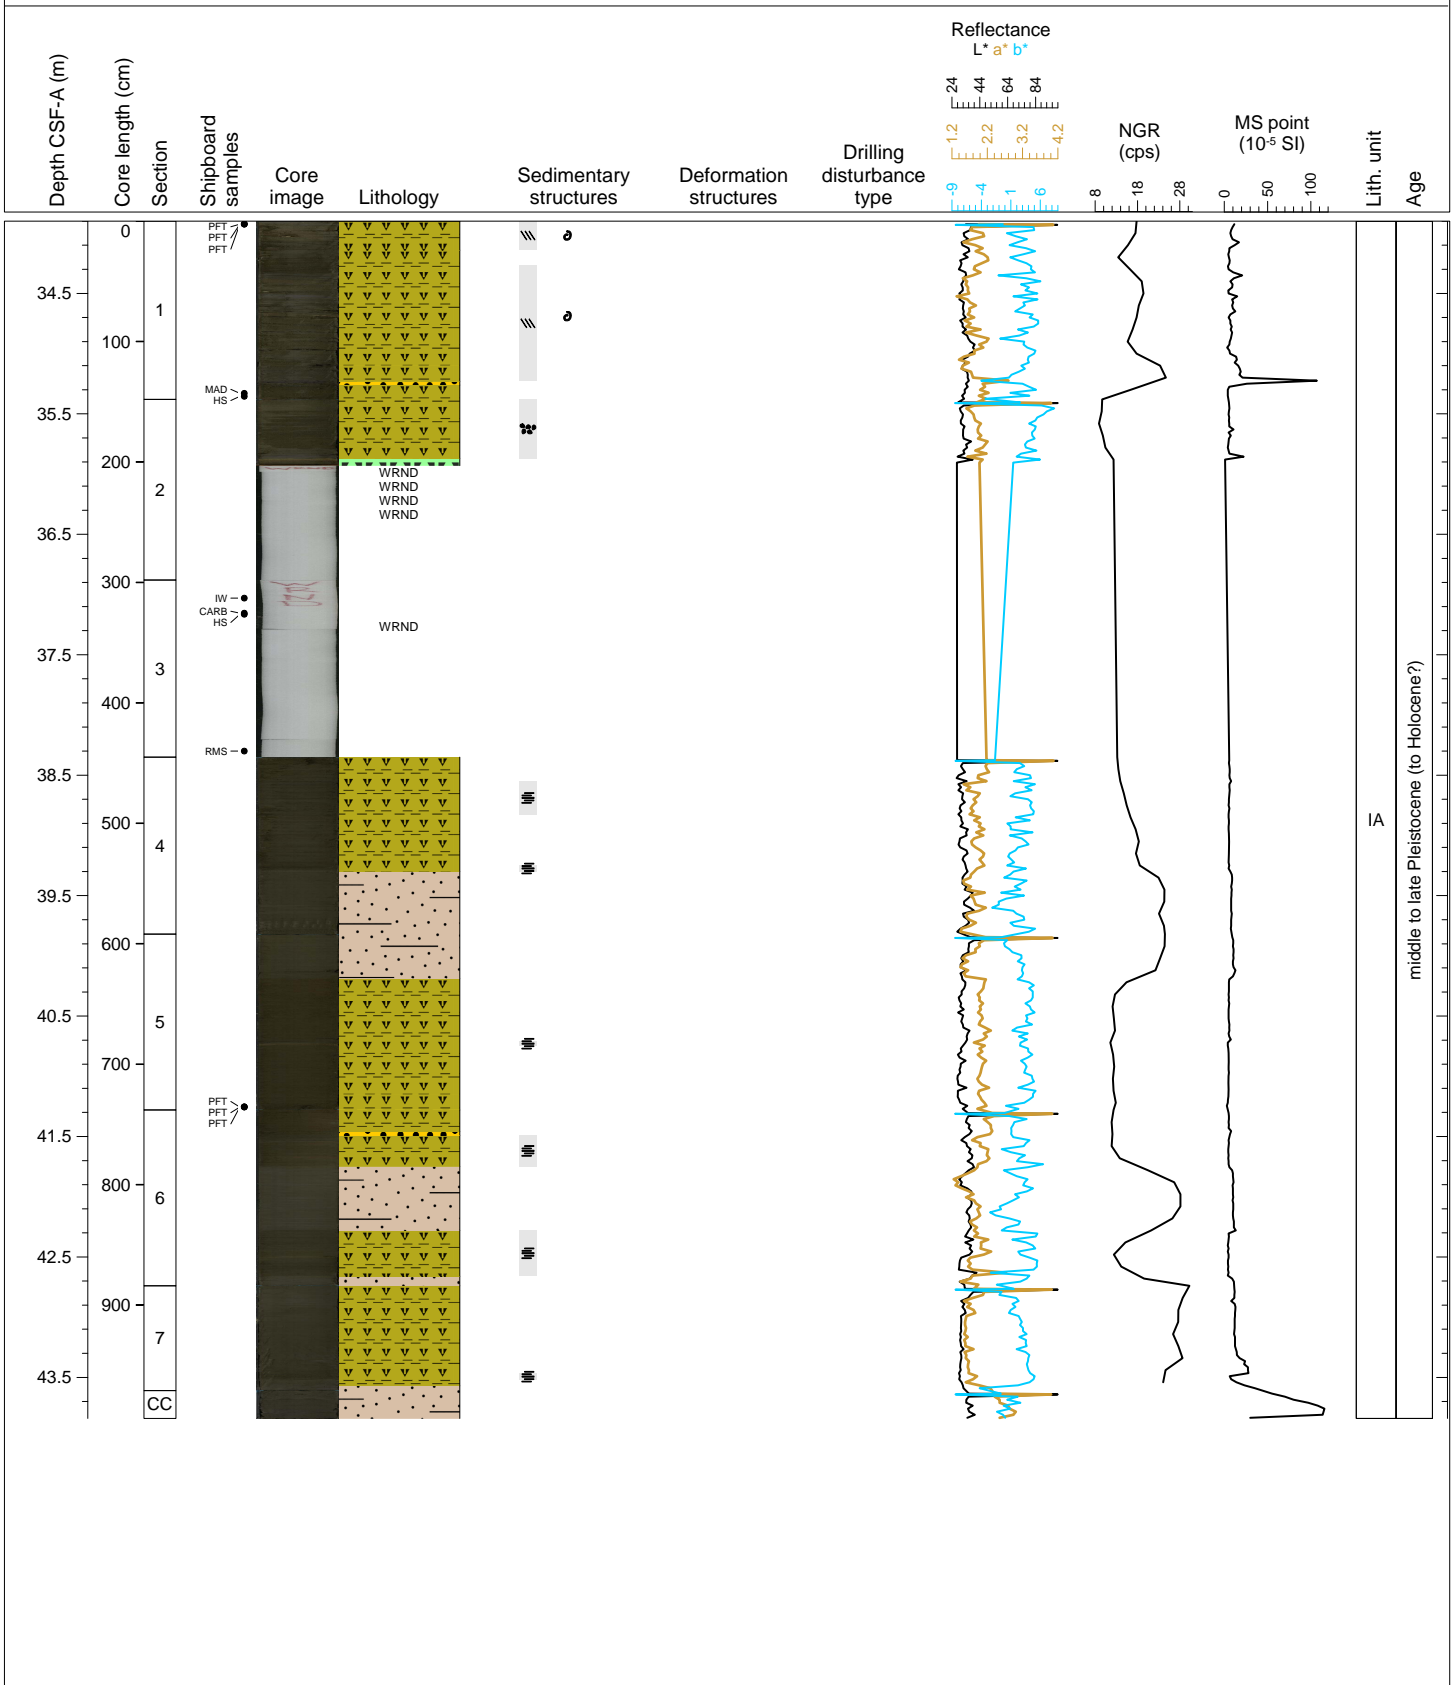 Depth CSF-A (m)
Core length (cm)
Section
Shipboard
samples
Core
image
Lithology
Sedimentary
structures
Deformation
structures
Drilling
disturbance
type
Reflectance
L* a* b*
24 44 64 84
1.2 2.2 3.2 4.2
-9 -4 1 6
NGR
(cps)
8 18 28
MS point
(10-5 SI)
0 50 100
Lith. unit
Age
34.5
35.5
36.5
37.5
38.5
39.5
40.5
41.5
42.5
43.5
0
100
200
300
400
500
600
700
800
900
1
2
3
4
5
6
7
CC
PFT
PFT
PFT
MAD
HS
IW
CARB
HS
RMS
PFT
PFT
PFT
WRND
WRND
WRND
WRND
WRND
IA
middle to late Pleistocene (to Holocene?)